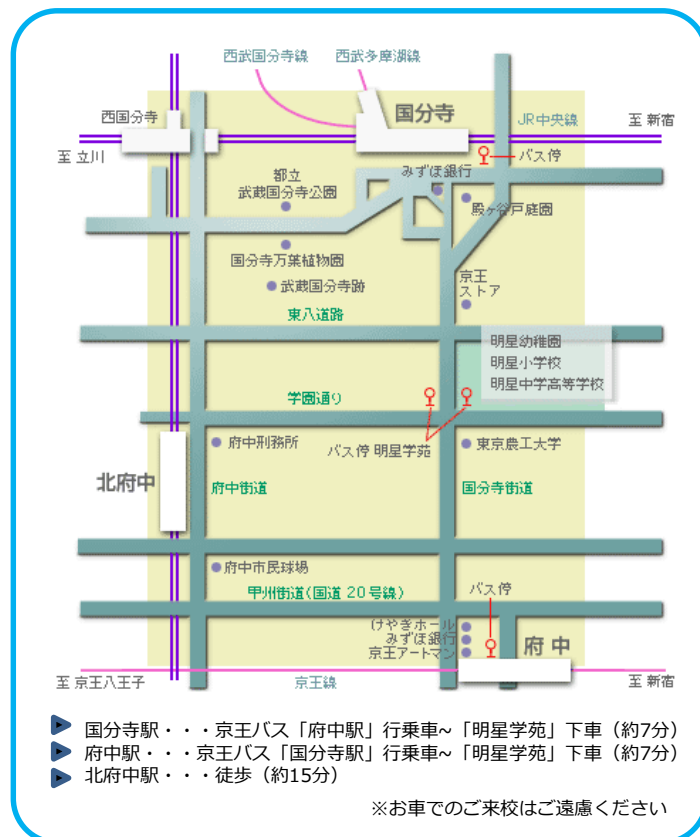 西武国分寺線
西武多摩湖線
西国分寺
国分寺
JR中央線
至 新宿
至 立川
バス停
都立
武蔵国分寺公園
みずほ銀行
殿ヶ谷戸庭園
国分寺万葉植物園
武蔵国分寺跡
京王
ストア
東八道路
明星幼稚園
明星小学校
明星中学高等学校
学園通り
府中刑務所
バス停 明星学苑
東京農工大学
北府中
府中街道
国分寺街道
府中市民球場
甲州街道(国道 20号線)
バス停
けやぎホール
みずほ銀行
京王アートマン
府 中
至 京王八王子
京王線
至 新宿
国分寺駅・・・京王バス「府中駅」行乗車~「明星学苑」下車（約7分）
府中駅・・・京王バス「国分寺駅」行乗車~「明星学苑」下車（約7分）
北府中駅・・・徒歩（約15分）
※お車でのご来校はご遠慮ください